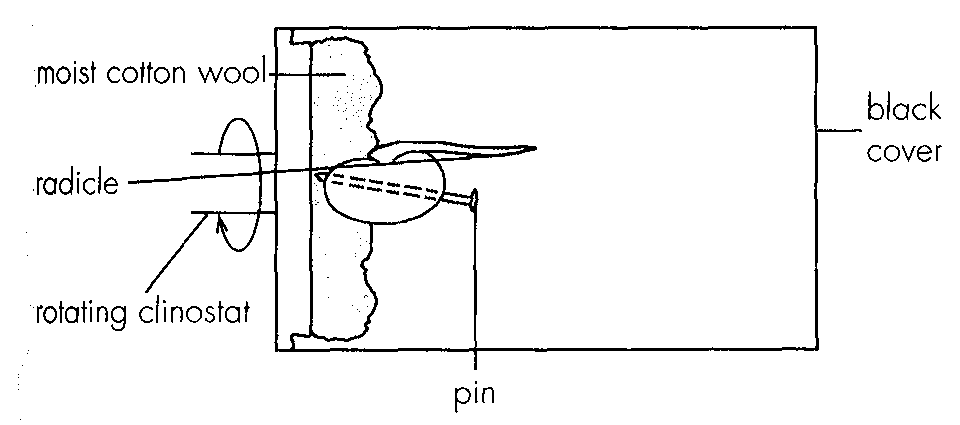 moist cotton wool
black
cover
radicle
rotating clinostat
pin